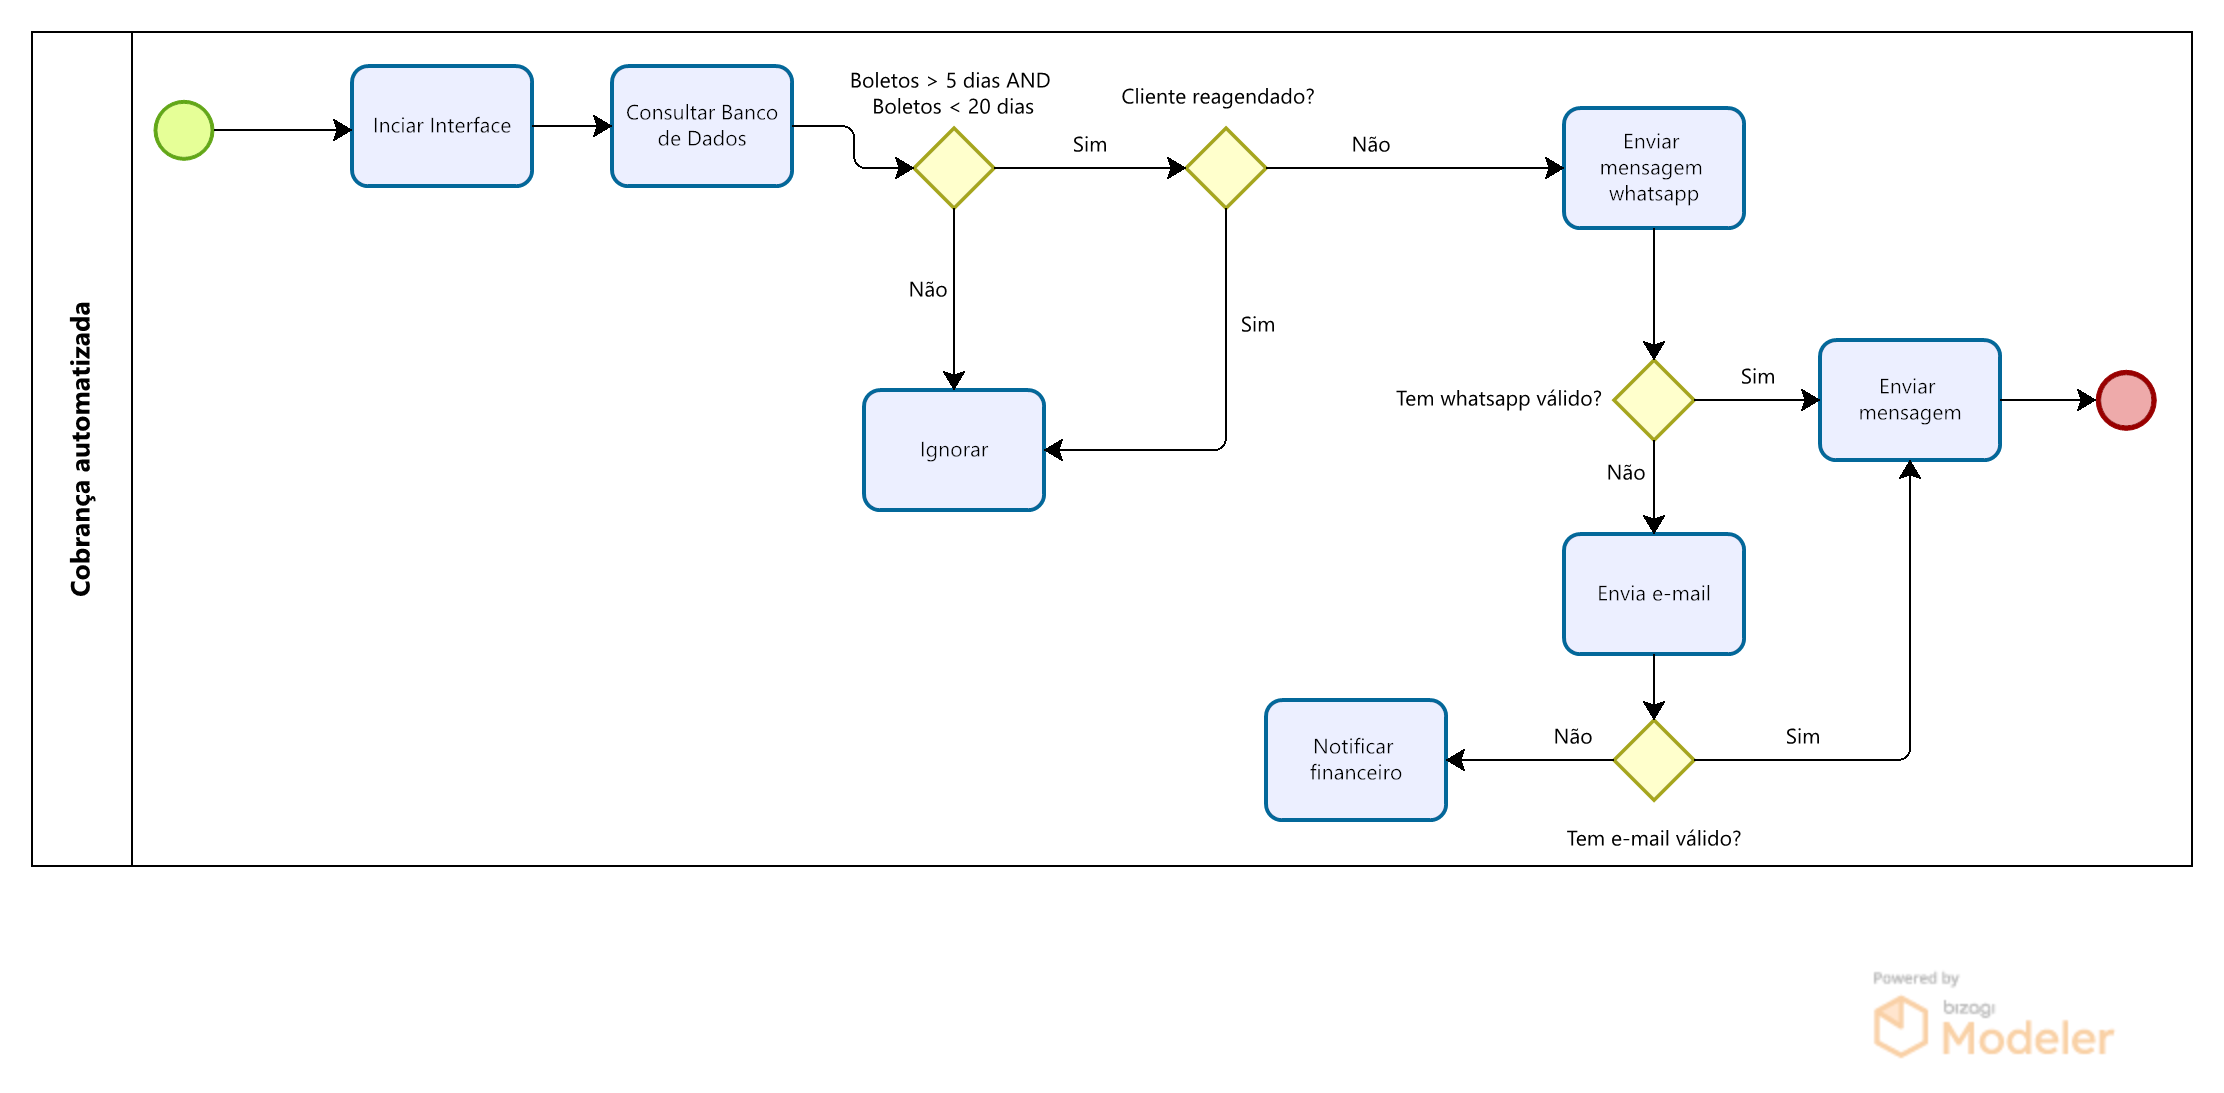 Cobrança automatizada
Inciar Interface
Consultar Banco
de Dados
Boletos > 5 dias AND
Boletos < 20 dias
Sim
Não
Cliente reagendado?
Não
Sim
Ignorar
Enviar
mensagem
whatsapp
Tem whatsapp válido?
Sim
Não
Enviar
mensagem
Envia e-mail
Não
Sim
Notificar
financeiro
Tem e-mail válido?
Powered by
bizagi
Modeler